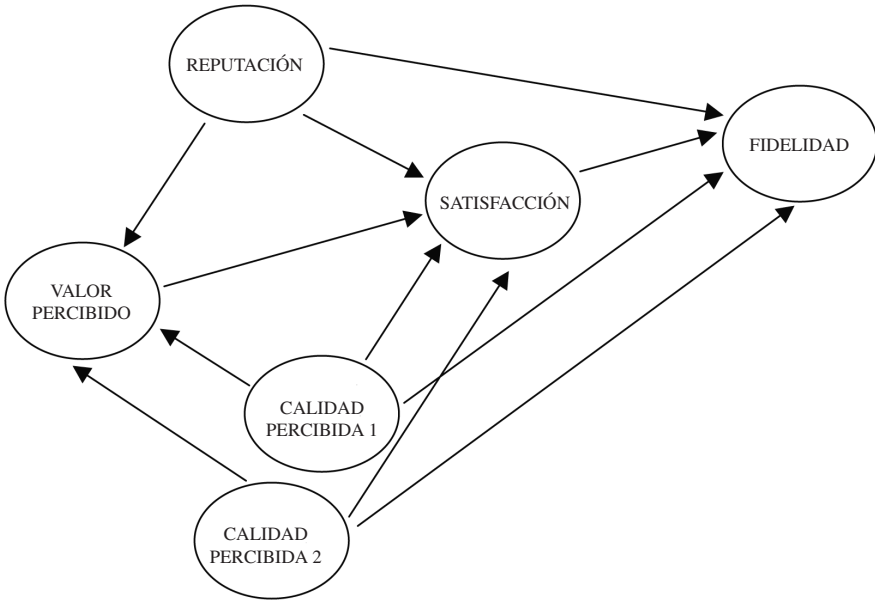 REPUTACIÓN
FIDELIDAD
SATISFACCIÓN
VALOR
PERCIBIDO
CALIDAD
PERCIBIDA 1
CALIDAD
PERCIBIDA 2